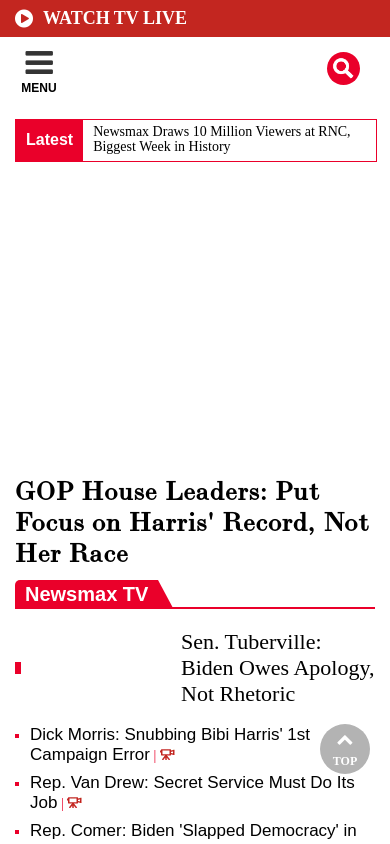 WATCH TV LIVE
MENU
Latest
Newsmax Draws 10 Million Viewers at RNC,
Biggest Week in History
GOP House Leaders: Put
Focus on Harris' Record, Not
Her Race
Newsmax TV
Sen. Tuberville:
Biden Owes Apology,
Not Rhetoric
Dick Morris: Snubbing Bibi Harris' 1st
Campaign Error |
Rep. Van Drew: Secret Service Must Do Its
Job |
TOP
Rep. Comer: Biden 'Slapped Democracy' in